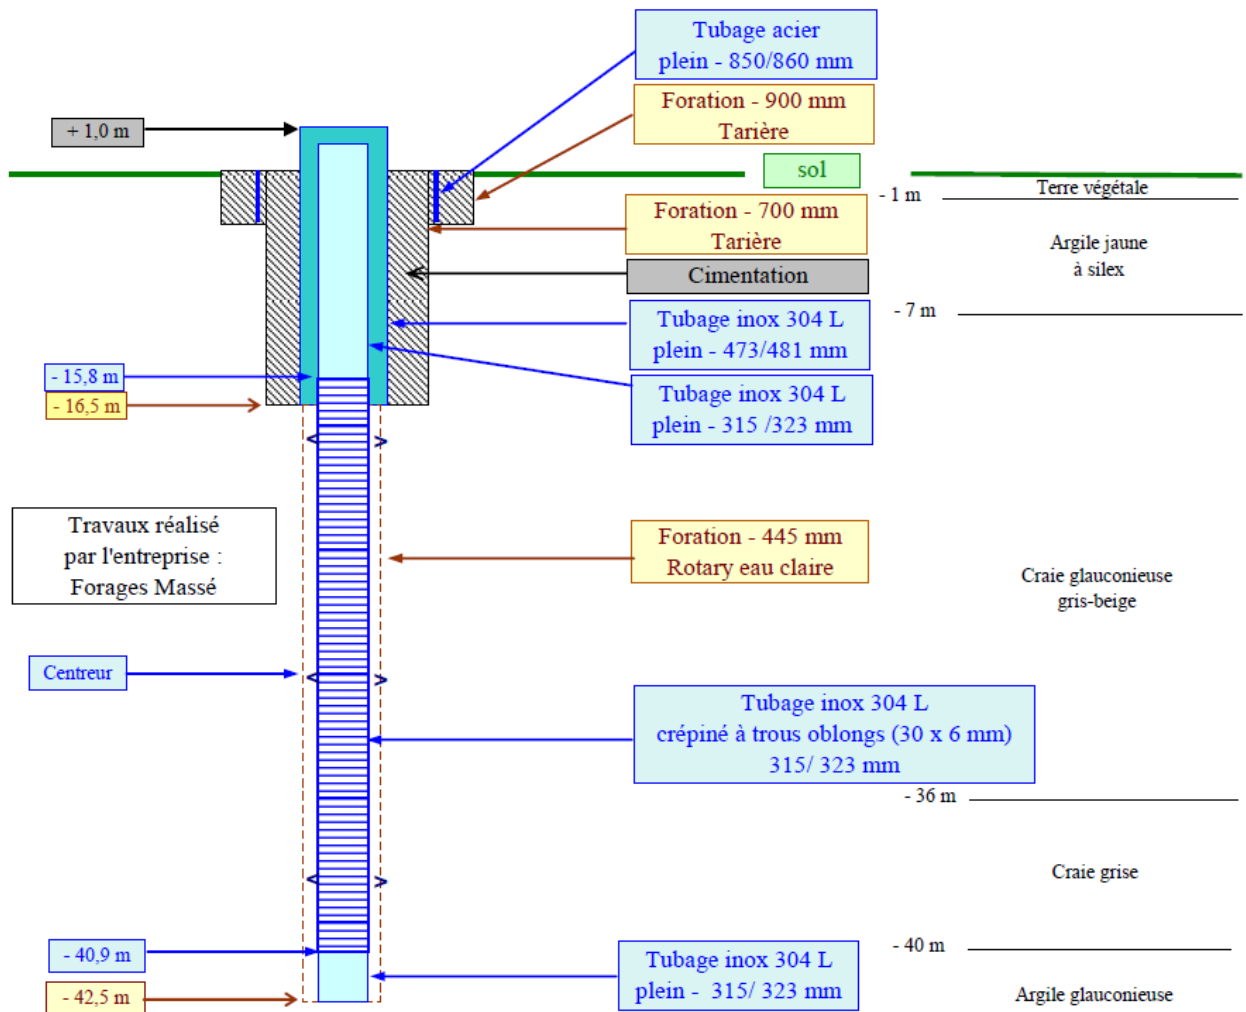 Tubage acier
plein - 850/860 mm
Foration - 900 mm
Tarière
+ 1,0 m
sol
Terre végétale
- 1 m
Foration - 700 mm
Tarière
Argile jaune
à silex
Cimentation
- 7 m
Tubage inox 304 L
plein - 473/481 mm
- 15,8 m
- 16,5 m
Tubage inox 304 L
plein - 315 /323 mm
Travaux réalisé
par l'entreprise :
Forages Massé
Foration - 445 mm
Rotary eau claire
Craie glauconieuse
gris-beige
Centreur
Tubage inox 304 L
crépiné à trous oblongs (30 x 6 mm)
315/ 323 mm
- 36 m
Craie grise
- 40,9 m
- 40 m
Tubage inox 304 L
plein - 315/ 323 mm
- 42,5 m
Argile glauconieuse